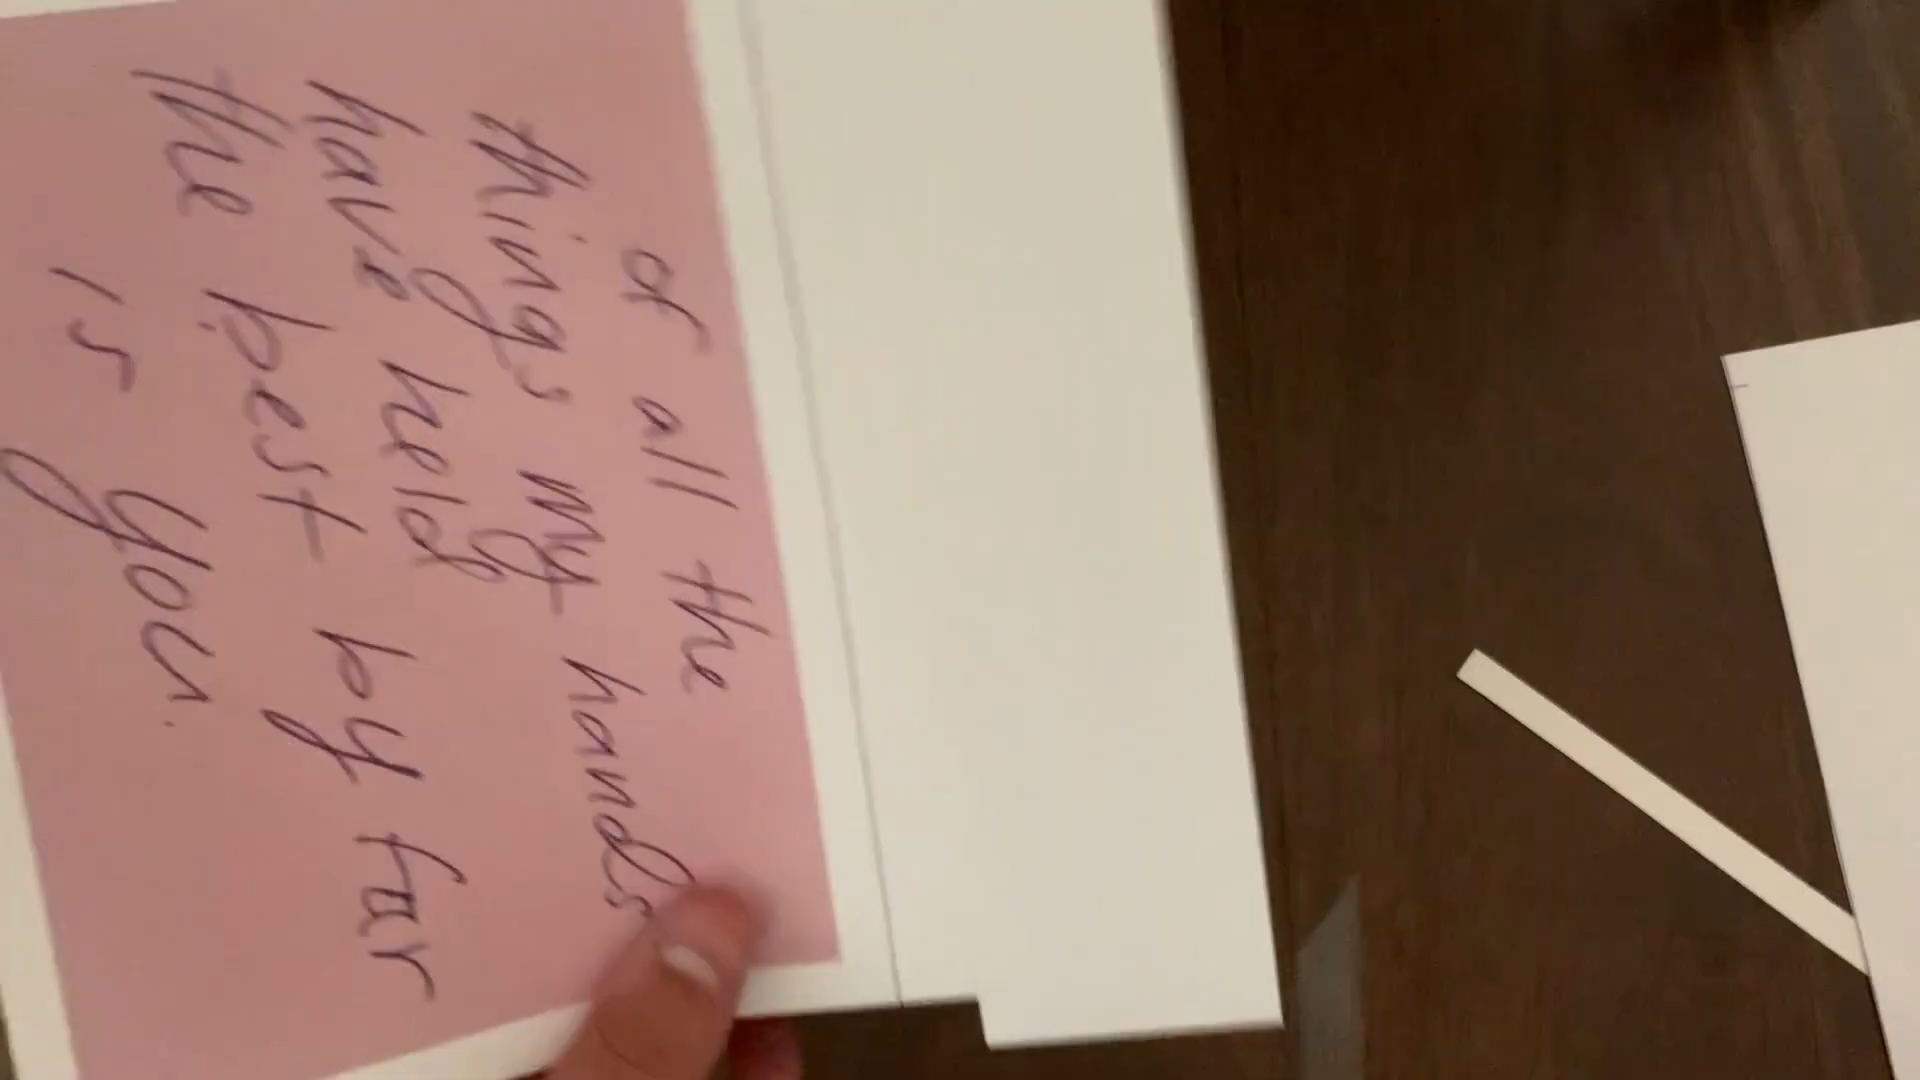 of all the
things my hands
have held
the best by far
is you.